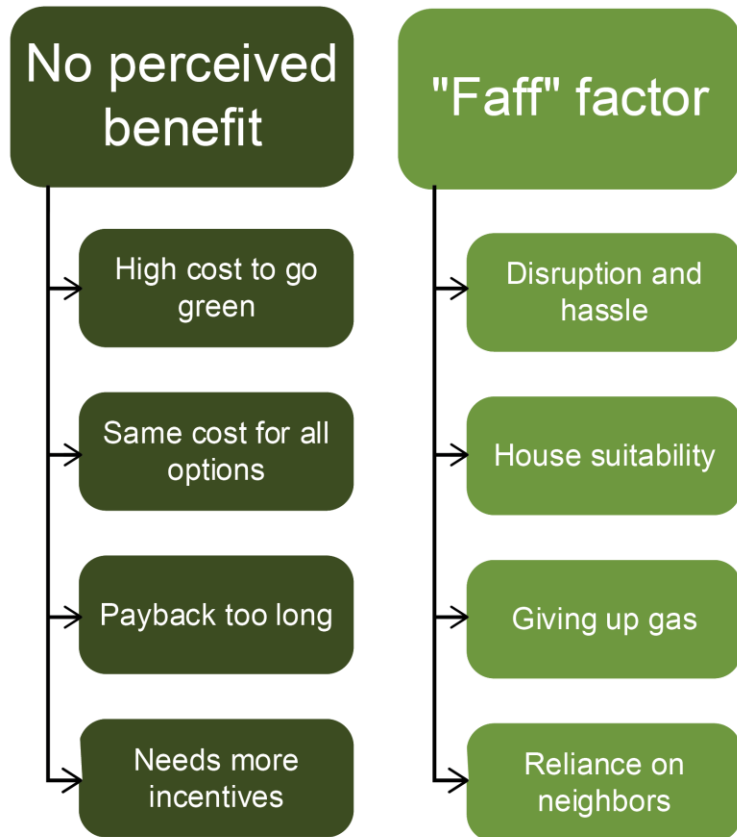 No perceived
benefit
High cost to go
green
Same cost for all
options
Payback too long
Needs more
incentives
"Faff" factor
Disruption and
hassle
House suitability
Giving up gas
Reliance on
neighbors